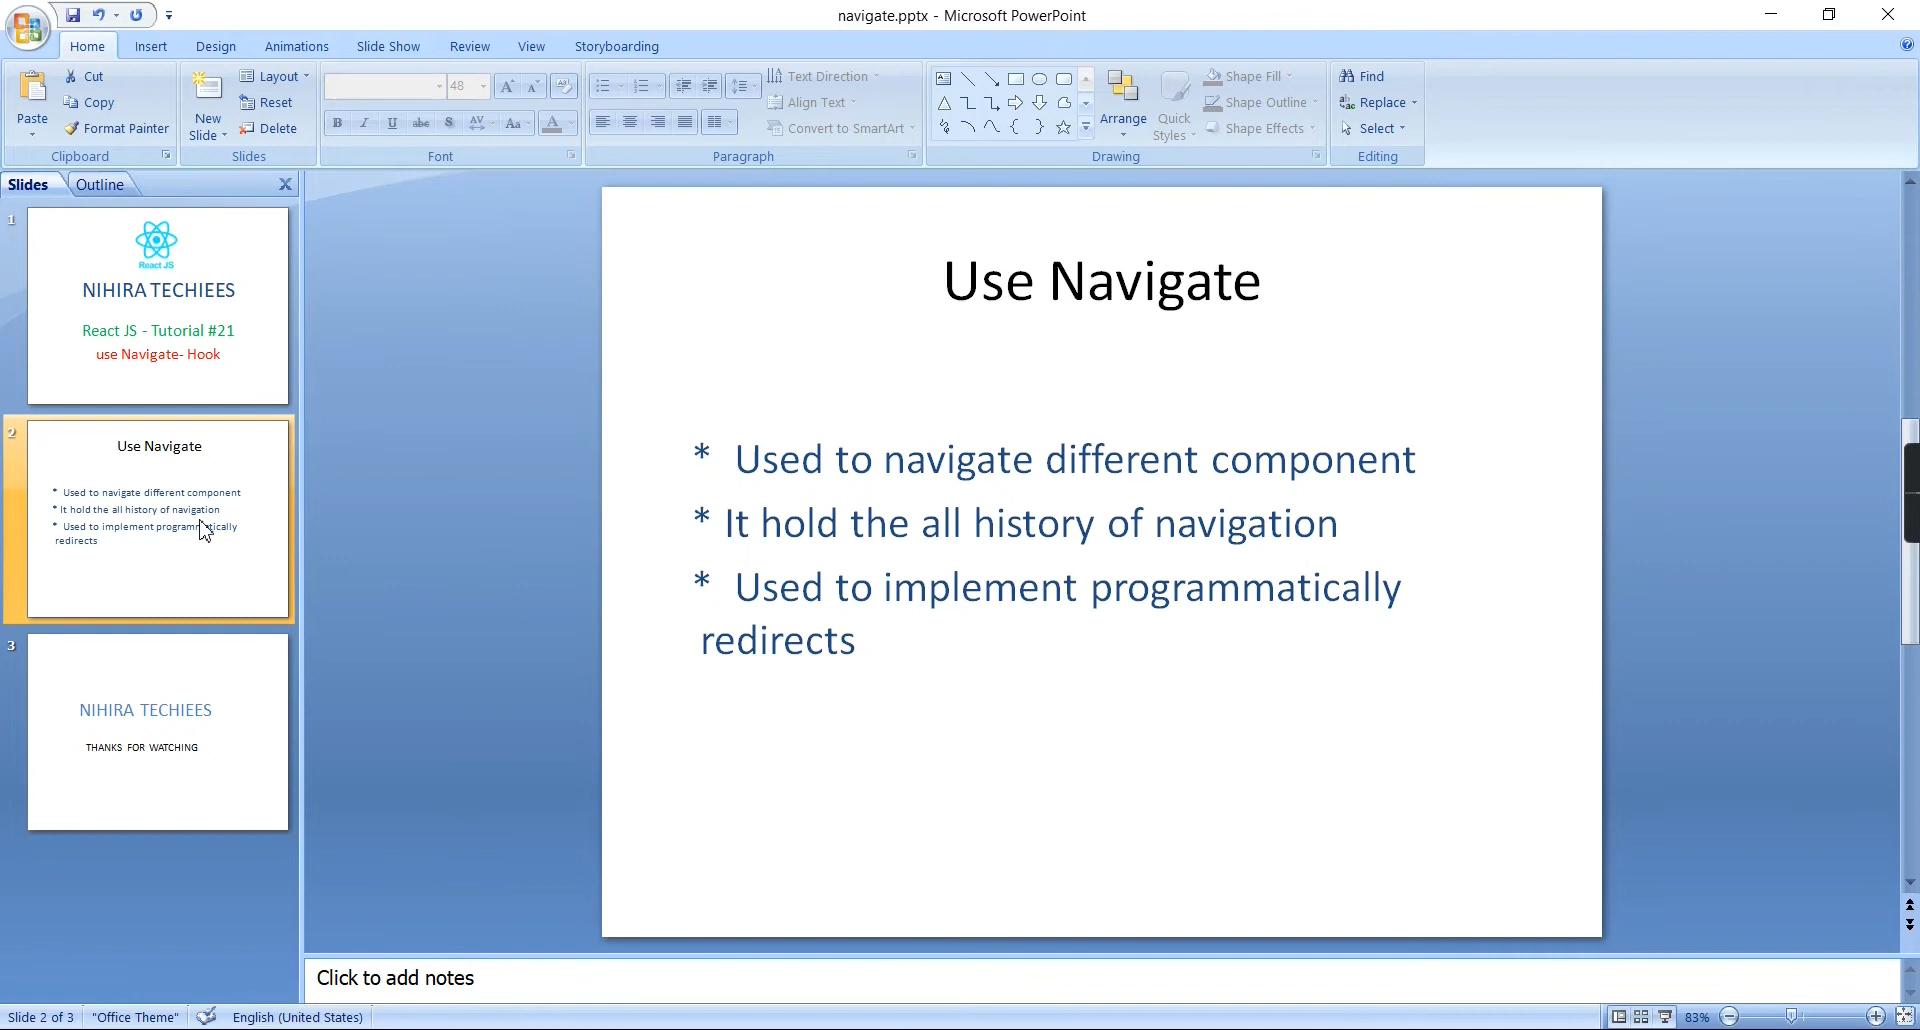 navigate.pptx - Microsoft PowerPoint
Home Insert Design Animations Slide Show Review View Storyboarding
Paste
Cut
Copy
Format Painter
Clipboard
New Slide
Layout
Reset
Delete
Slides
48
B I U abc S AV Aa A
Font
Text Direction
Align Text
Convert to SmartArt
Paragraph
Arrange
Quick Styles
Shape Fill
Shape Outline
Shape Effects
Drawing
Find
Replace
Select
Editing
Slides Outline
1
React JS
NIHIRA TECHIEES
React JS - Tutorial #21
use Navigate- Hook
2
Use Navigate
* Used to navigate different component
* It hold the all history of navigation
* Used to implement programmatically
redirects
3
NIHIRA TECHIEES
THANKS FOR WATCHING
Use Navigate
* Used to navigate different component
* It hold the all history of navigation
* Used to implement programmatically
redirects
Click to add notes
Slide 2 of 3 "Office Theme" English (United States) 83%